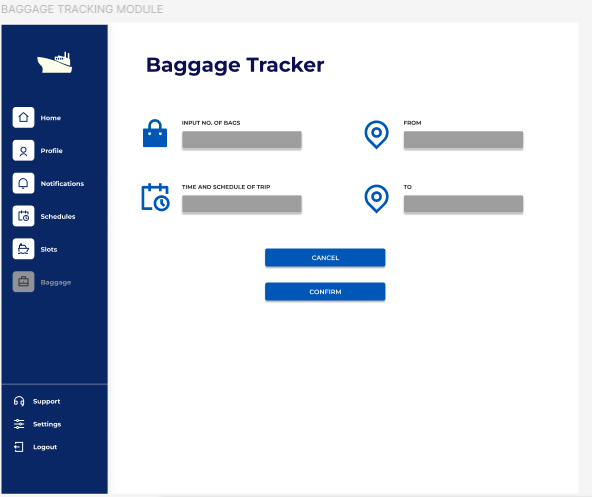 BAGGAGE TRACKING MODULE
Baggage Tracker
INPUT NO. OF BAGS
FROM
TIME AND SCHEDULE OF TRIP
TO
CANCEL
CONFIRM
Home
Profile
Notifications
Schedules
Slots
Baggage
Support
Settings
Logout